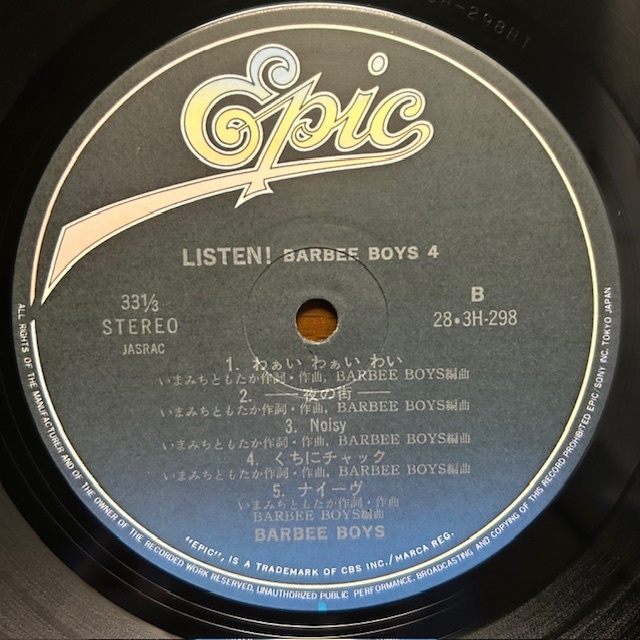 Epic
LISTEN! BARBEE BOYS 4
33⅓
STEREO
JASRAC
B
28・3H-298
1. わぁい わぁい わい
いまみちともたか作詞・作曲, BARBEE BOYS編曲
2. ── 夜の街 ──
いまみちともたか作詞・作曲, BARBEE BOYS編曲
3. Noisy
いまみちともたか作詞・作曲, BARBEE BOYS編曲
4. くちにチャック
いまみちともたか作詞・作曲, BARBEE BOYS編曲
5. ナイーヴ
いまみちともたか作詞・作曲
BARBEE BOYS編曲
BARBEE BOYS
"EPIC", IS A TRADEMARK OF CBS INC./MARCA REG.
ALL RIGHTS OF THE MANUFACTURER AND OF THE OWNER OF THE RECORDED WORK RESERVED, UNAUTHORIZED PUBLIC PERFORMANCE, BROADCASTING AND COPYING OF THIS RECORD PROHIBITED EPIC/SONY INC. TOKYO JAPAN